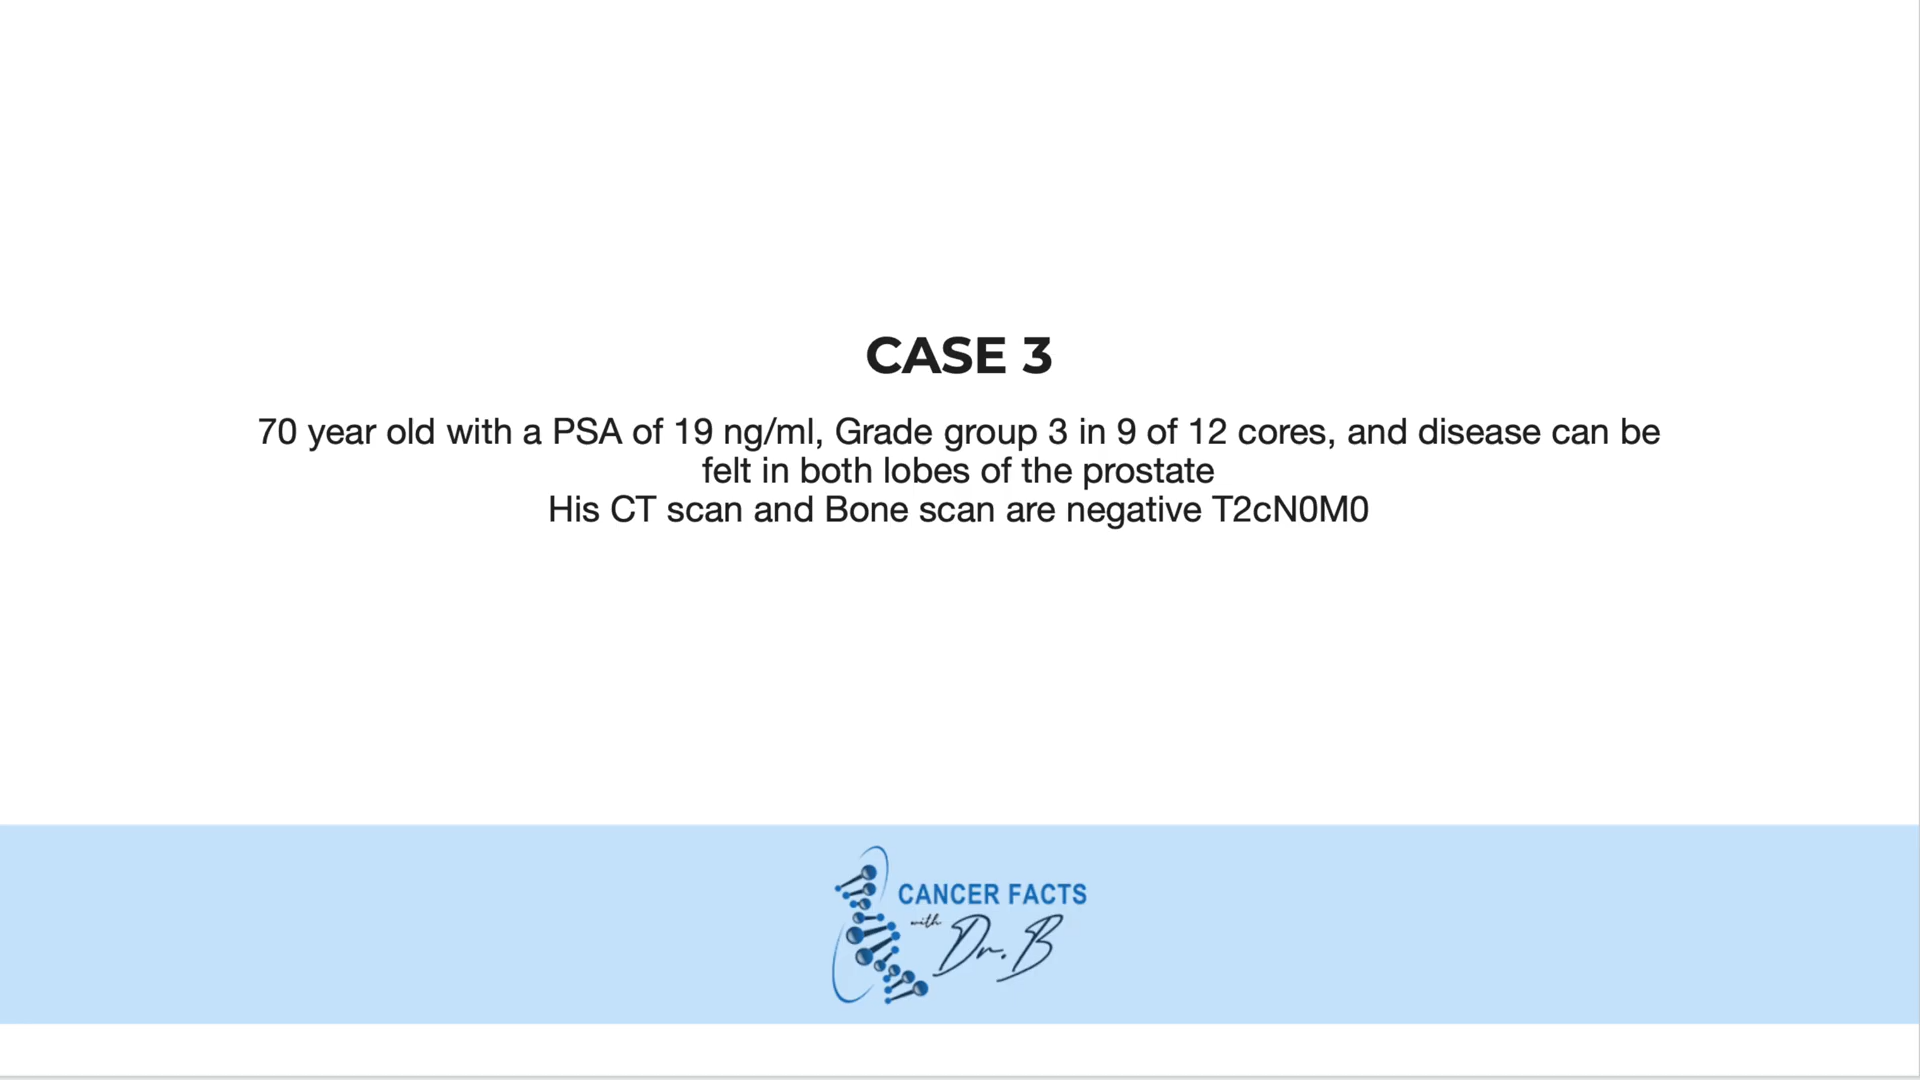 CASE 3
70 year old with a PSA of 19 ng/ml, Grade group 3 in 9 of 12 cores, and disease can be
felt in both lobes of the prostate
His CT scan and Bone scan are negative T2cN0M0
CANCER FACTS
with
Dr. B